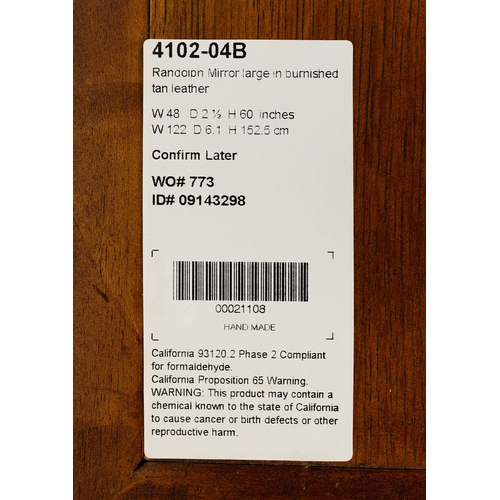 4102-04B
Randolph Mirror large in burnished
tan leather
W 48 D 2 ½ H 60 inches
W 122 D 6.1 H 152.5 cm
Confirm Later
WO# 773
ID# 09143298
00021108
HAND MADE
California 93120.2 Phase 2 Compliant
for formaldehyde.
California Proposition 65 Warning.
WARNING: This product may contain a
chemical known to the state of California
to cause cancer or birth defects or other
reproductive harm.